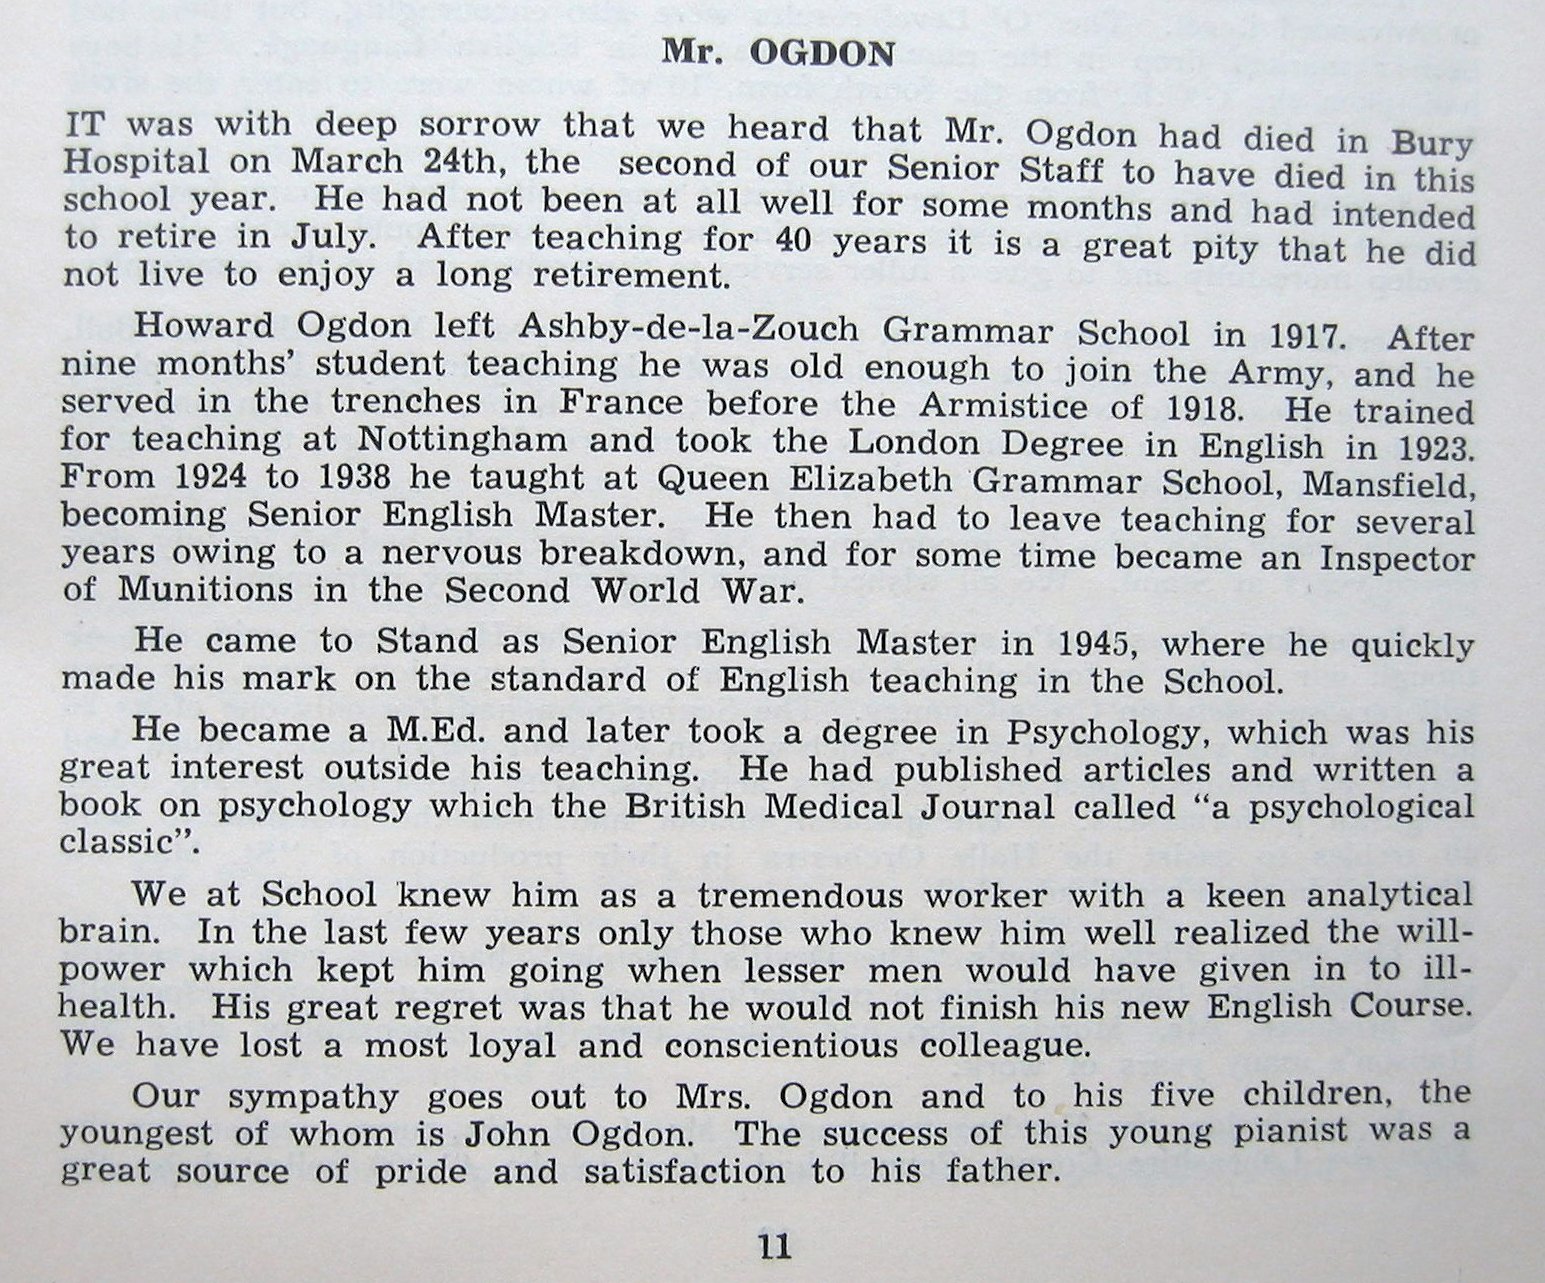 Mr. OGDON
IT was with deep sorrow that we heard that Mr. Ogdon had died in Bury
Hospital on March 24th, the second of our Senior Staff to have died in this
school year. He had not been at all well for some months and had intended
to retire in July. After teaching for 40 years it is a great pity that he did
not live to enjoy a long retirement.
Howard Ogdon left Ashby-de-la-Zouch Grammar School in 1917. After
nine months’ student teaching he was old enough to join the Army, and he
served in the trenches in France before the Armistice of 1918. He trained
for teaching at Nottingham and took the London Degree in English in 1923.
From 1924 to 1938 he taught at Queen Elizabeth Grammar School, Mansfield,
becoming Senior English Master. He then had to leave teaching for several
years owing to a nervous breakdown, and for some time became an Inspector
of Munitions in the Second World War.
He came to Stand as Senior English Master in 1945, where he quickly
made his mark on the standard of English teaching in the School.
He became a M.Ed. and later took a degree in Psychology, which was his
great interest outside his teaching. He had published articles and written a
book on psychology which the British Medical Journal called “a psychological
classic”.
We at School knew him as a tremendous worker with a keen analytical
brain. In the last few years only those who knew him well realized the will-
power which kept him going when lesser men would have given in to ill-
health. His great regret was that he would not finish his new English Course.
We have lost a most loyal and conscientious colleague.
Our sympathy goes out to Mrs. Ogdon and to his five children, the
youngest of whom is John Ogdon. The success of this young pianist was a
great source of pride and satisfaction to his father.
11